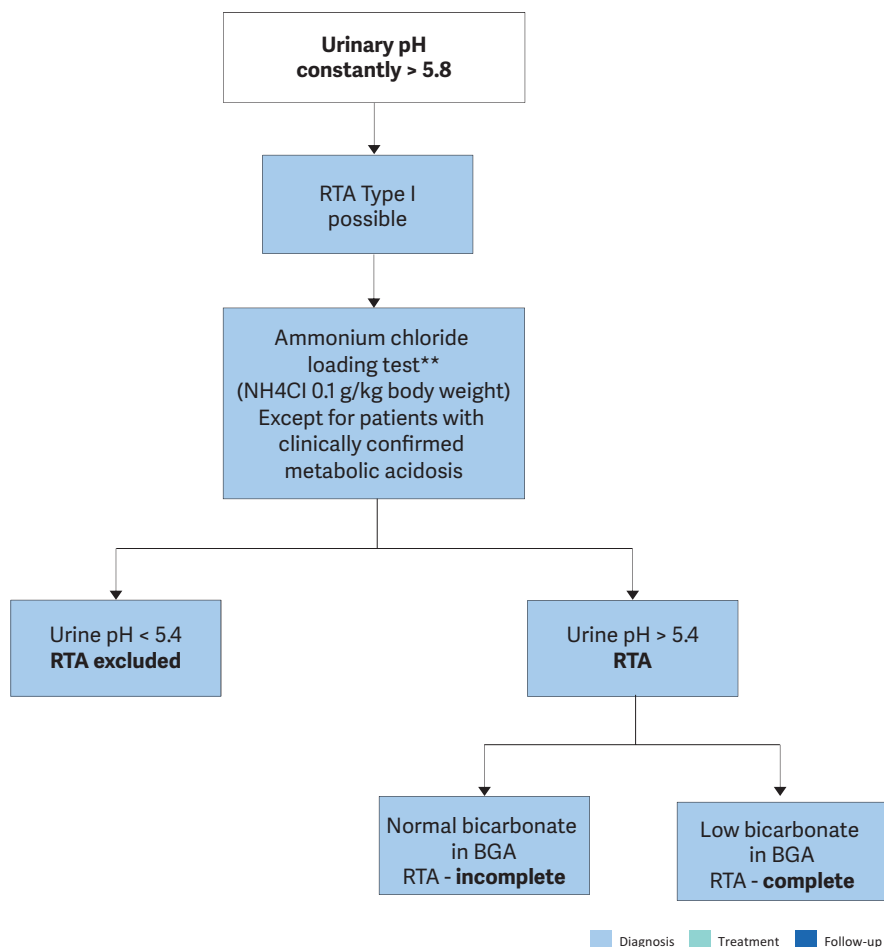 Urinary pH
constantly > 5.8
RTA Type I
possible
Ammonium chloride
loading test**
(NH4Cl 0.1 g/kg body weight)
Except for patients with
clinically confirmed
metabolic acidosis
Urine pH < 5.4
RTA excluded
Urine pH > 5.4
RTA
Normal bicarbonate
in BGA
RTA - incomplete
Low bicarbonate
in BGA
RTA - complete
Diagnosis Treatment Follow-up